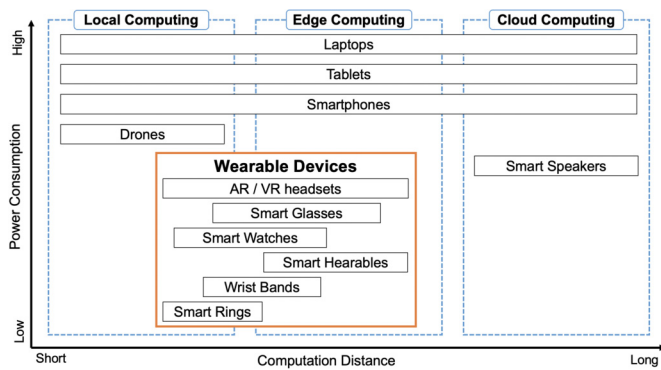 Local Computing
Edge Computing
Cloud Computing
High
Power Consumption
Low
Laptops
Tablets
Smartphones
Drones
Smart Speakers
Wearable Devices
AR / VR headsets
Smart Glasses
Smart Watches
Smart Hearables
Wrist Bands
Smart Rings
Short
Computation Distance
Long